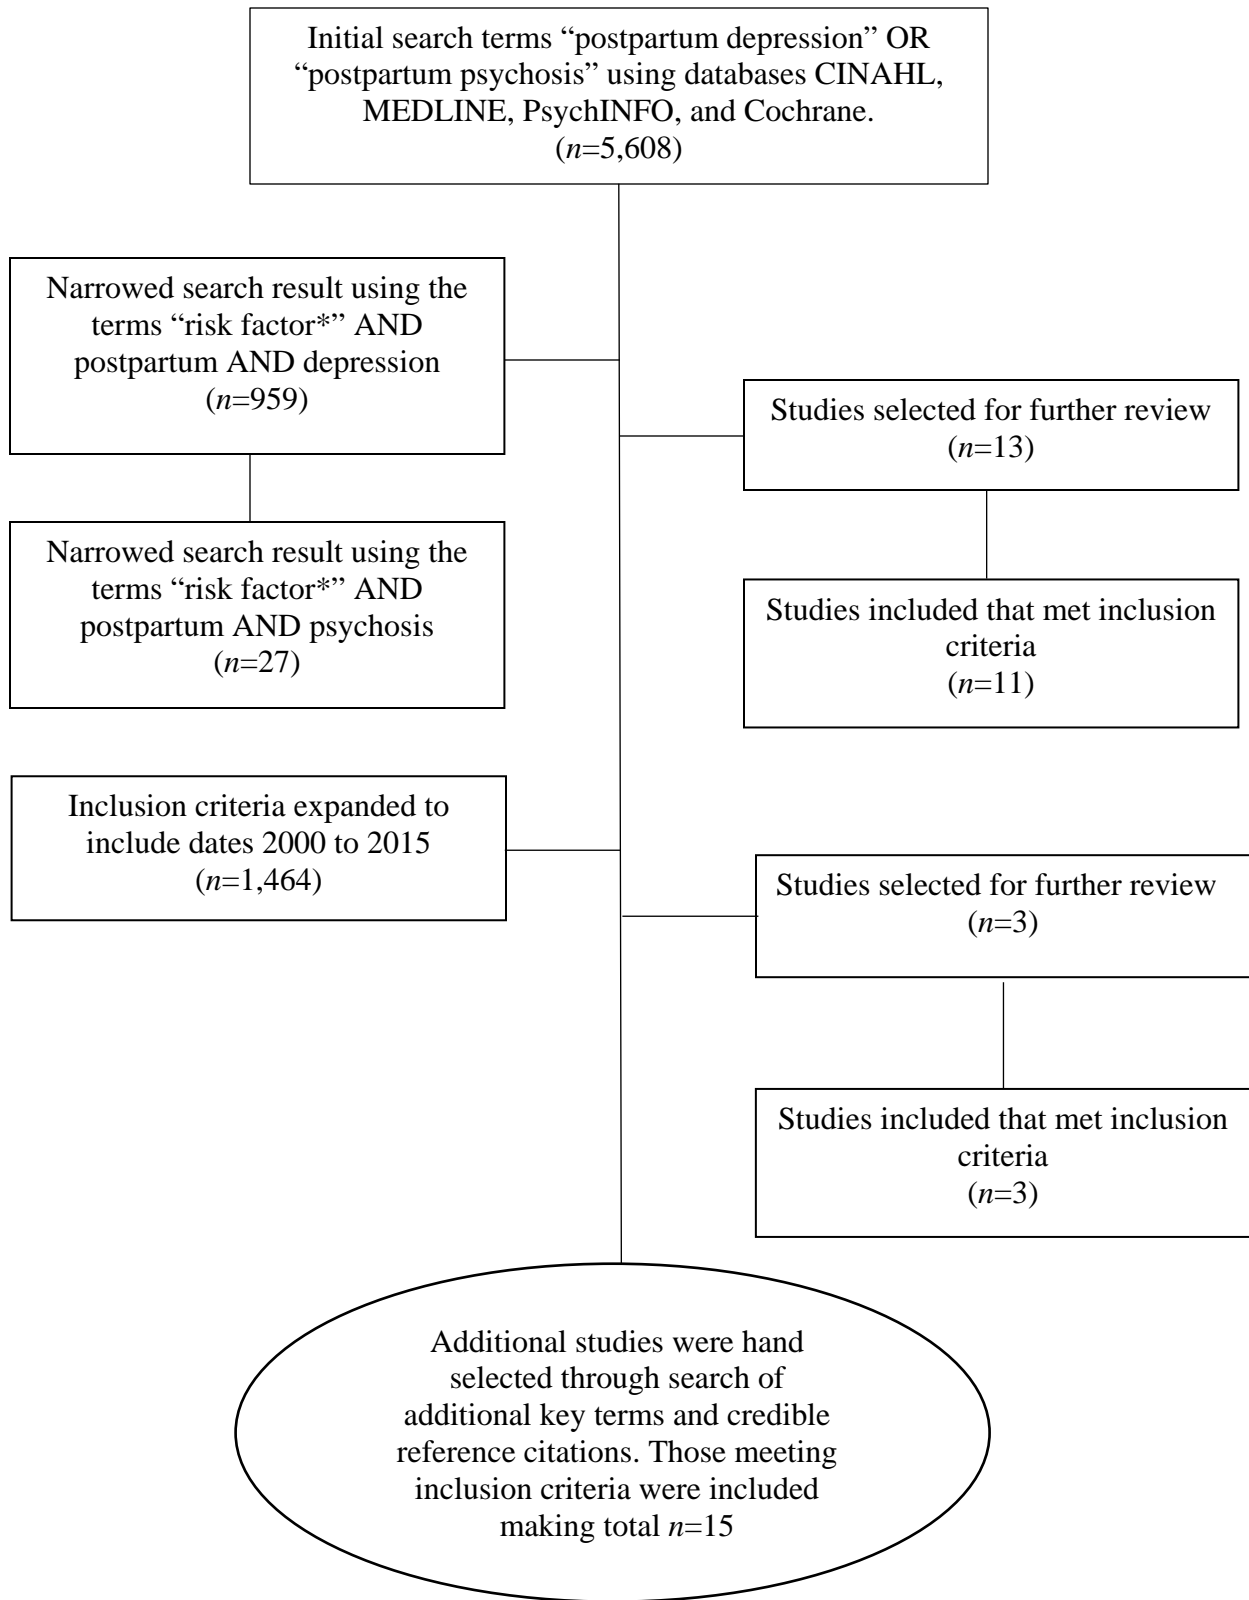 Initial search terms “postpartum depression” OR
“postpartum psychosis” using databases CINAHL,
MEDLINE, PsychINFO, and Cochrane.
(n=5,608)
Narrowed search result using the
terms “risk factor*” AND
postpartum AND depression
(n=959)
Narrowed search result using the
terms “risk factor*” AND
postpartum AND psychosis
(n=27)
Studies selected for further review
(n=13)
Studies included that met inclusion
criteria
(n=11)
Inclusion criteria expanded to
include dates 2000 to 2015
(n=1,464)
Studies selected for further review
(n=3)
Studies included that met inclusion
criteria
(n=3)
Additional studies were hand
selected through search of
additional key terms and credible
reference citations. Those meeting
inclusion criteria were included
making total n=15